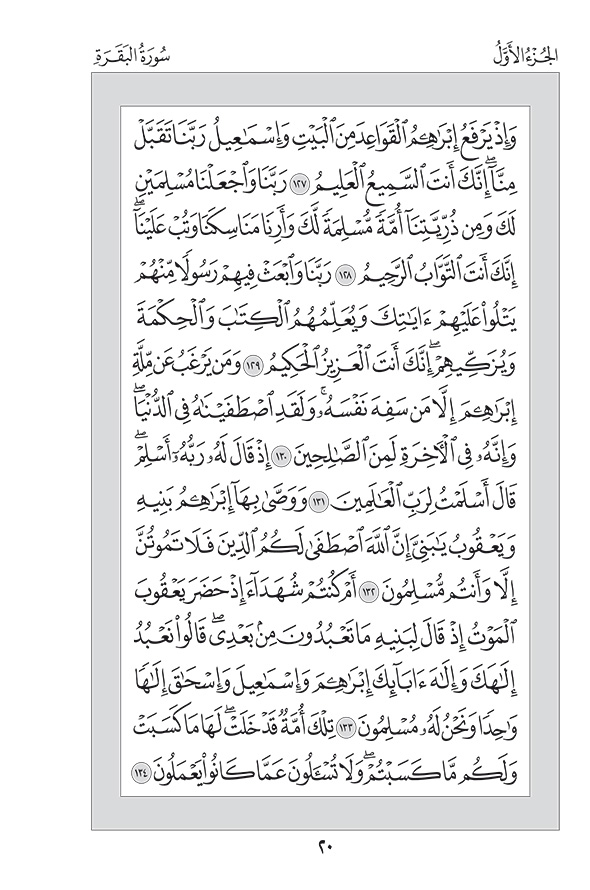 الجُزْءُ الأَوَّلُ سُورَةُ البَقَرَةِ
وَإِذْ يَرْفَعُ إِبْرَٰهِـۧمُ ٱلْقَوَاعِدَ مِنَ ٱلْبَيْتِ وَإِسْمَٰعِيلُ رَبَّنَا تَقَبَّلْ
مِنَّآۖ إِنَّكَ أَنتَ ٱلسَّمِيعُ ٱلْعَلِيمُ ١٢٧ رَبَّنَا وَٱجْعَلْنَا مُسْلِمَيْنِ
لَكَ وَمِن ذُرِّيَّتِنَآ أُمَّةً مُّسْلِمَةً لَّكَ وَأَرِنَا مَنَاسِكَنَا وَتُبْ عَلَيْنَآۖ
إِنَّكَ أَنتَ ٱلتَّوَّابُ ٱلرَّحِيمُ ١٢٨ رَبَّنَا وَٱبْعَثْ فِيهِمْ رَسُولًا مِّنْهُمْ
يَتْلُوا۟ عَلَيْهِمْ ءَايَٰتِكَ وَيُعَلِّمُهُمُ ٱلْكِتَٰبَ وَٱلْحِكْمَةَ
وَيُزَكِّيهِمْۖ إِنَّكَ أَنتَ ٱلْعَزِيزُ ٱلْحَكِيمُ ١٢٩ وَمَن يَرْغَبُ عَن مِّلَّةِ
إِبْرَٰهِـۧمَ إِلَّا مَن سَفِهَ نَفْسَهُۥۚ وَلَقَدِ ٱصْطَفَيْنَٰهُ فِى ٱلدُّنْيَاۖ
وَإِنَّهُۥ فِى ٱلْـَٔاخِرَةِ لَمِنَ ٱلصَّٰلِحِينَ ١٣٠ إِذْ قَالَ لَهُۥ رَبُّهُۥٓ أَسْلِمْۖ
قَالَ أَسْلَمْتُ لِرَبِّ ٱلْعَٰلَمِينَ ١٣١ وَوَصَّىٰ بِهَآ إِبْرَٰهِـۧمُ بَنِيهِ
وَيَعْقُوبُ يَٰبَنِىَّ إِنَّ ٱللَّهَ ٱصْطَفَىٰ لَكُمُ ٱلدِّينَ فَلَا تَمُوتُنَّ
إِلَّا وَأَنتُم مُّسْلِمُونَ ١٣٢ أَمْ كُنتُمْ شُهَدَآءَ إِذْ حَضَرَ يَعْقُوبَ
ٱلْمَوْتُ إِذْ قَالَ لِبَنِيهِ مَا تَعْبُدُونَ مِنۢ بَعْدِىۖ قَالُوا۟ نَعْبُدُ
إِلَٰهَكَ وَإِلَٰهَ ءَابَآئِكَ إِبْرَٰهِـۧمَ وَإِسْمَٰعِيلَ وَإِسْحَٰقَ إِلَٰهًا
وَٰحِدًا وَنَحْنُ لَهُۥ مُسْلِمُونَ ١٣٣ تِلْكَ أُمَّةٌ قَدْ خَلَتْۖ لَهَا مَا كَسَبَتْ
وَلَكُم مَّا كَسَبْتُمْۖ وَلَا تُسْـَٔلُونَ عَمَّا كَانُوا۟ يَعْمَلُونَ ١٣٤
٢٠